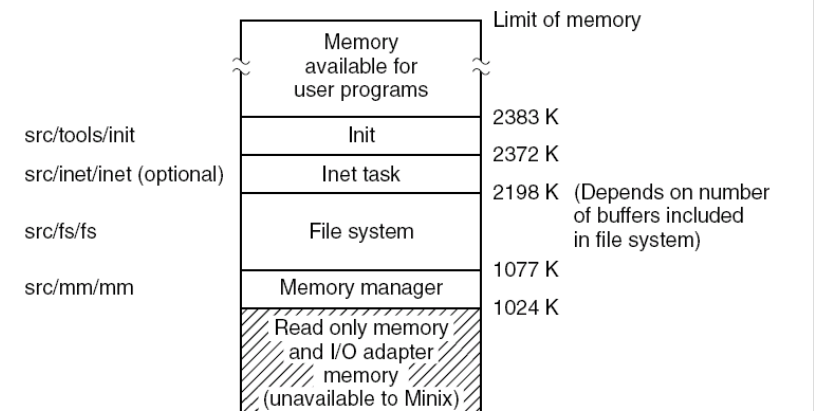 Limit of memory
Memory
available for
user programs
2383 K
src/tools/init
Init
2372 K
src/inet/inet (optional)
Inet task
2198 K (Depends on number
of buffers included
in file system)
src/fs/fs
File system
1077 K
src/mm/mm
Memory manager
1024 K
Read only memory
and I/O adapter
memory
(unavailable to Minix)